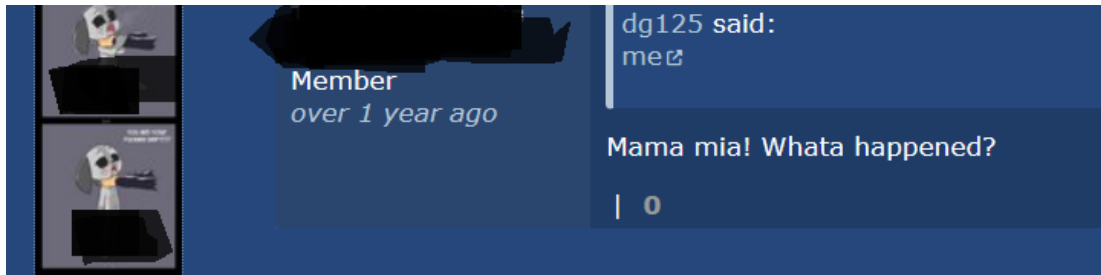 dg125 said:
me
Member
over 1 year ago
Mama mia! Whata happened?
| 0